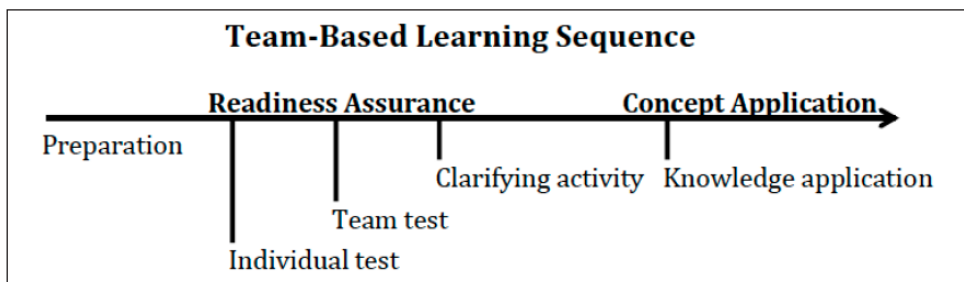 Team-Based Learning Sequence
Readiness Assurance
Concept Application
Preparation
Clarifying activity
Knowledge application
Team test
Individual test